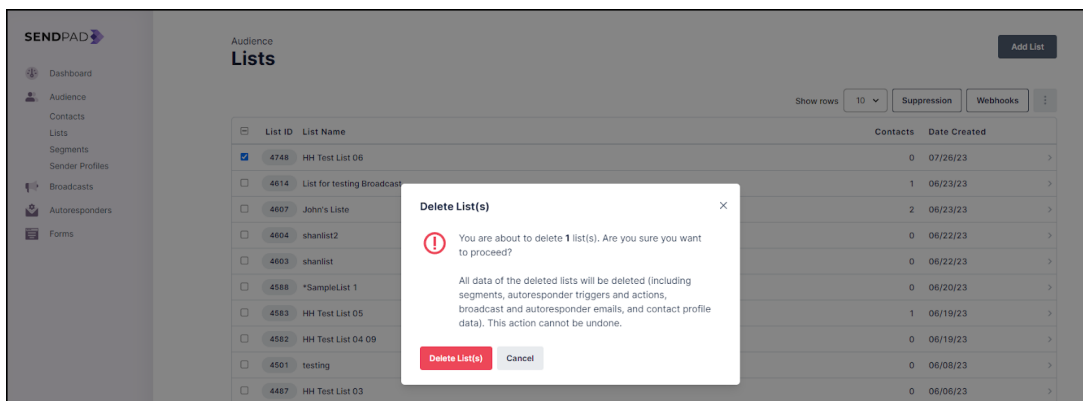 SENDPAD
Dashboard
Audience
Contacts
Lists
Segments
Sender Profiles
Broadcasts
Autoresponders
Forms
Audience
Lists
Add List
Show rows 10 Suppression Webhooks
List ID List Name Contacts Date Created
4748 HH Test List 06 0 07/26/23
4614 List for testing Broadcast 1 06/23/23
4607 John's Liste 2 06/23/23
4604 shanlist2 0 06/22/23
4603 shanlist 0 06/22/23
4588 *SampleList 1 0 06/20/23
4583 HH Test List 05 1 06/19/23
4582 HH Test List 04 09 0 06/19/23
4501 testing 0 06/08/23
4487 HH Test List 03 0 06/06/23
Delete List(s)
You are about to delete 1 list(s). Are you sure you want
to proceed?
All data of the deleted lists will be deleted (including
segments, autoresponder triggers and actions,
broadcast and autoresponder emails, and contact profile
data). This action cannot be undone.
Delete List(s) Cancel